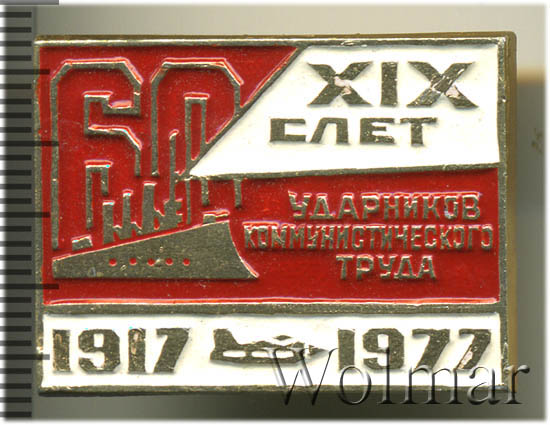 60
XIX
СЛЕТ
УДАРНИКОВ
КОММУНИСТИЧЕСКОГО
ТРУДА
1917 1977
Wolmar